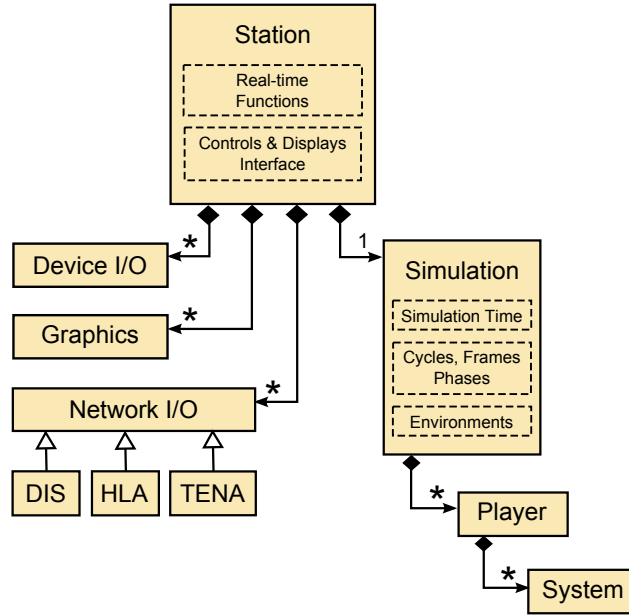 Station
Real-time
Functions
Controls & Displays
Interface
*
1
Device I/O
Simulation
*
Graphics
Simulation Time
Cycles, Frames
Phases
*
Network I/O
Environments
DIS
HLA
TENA
*
Player
*
System